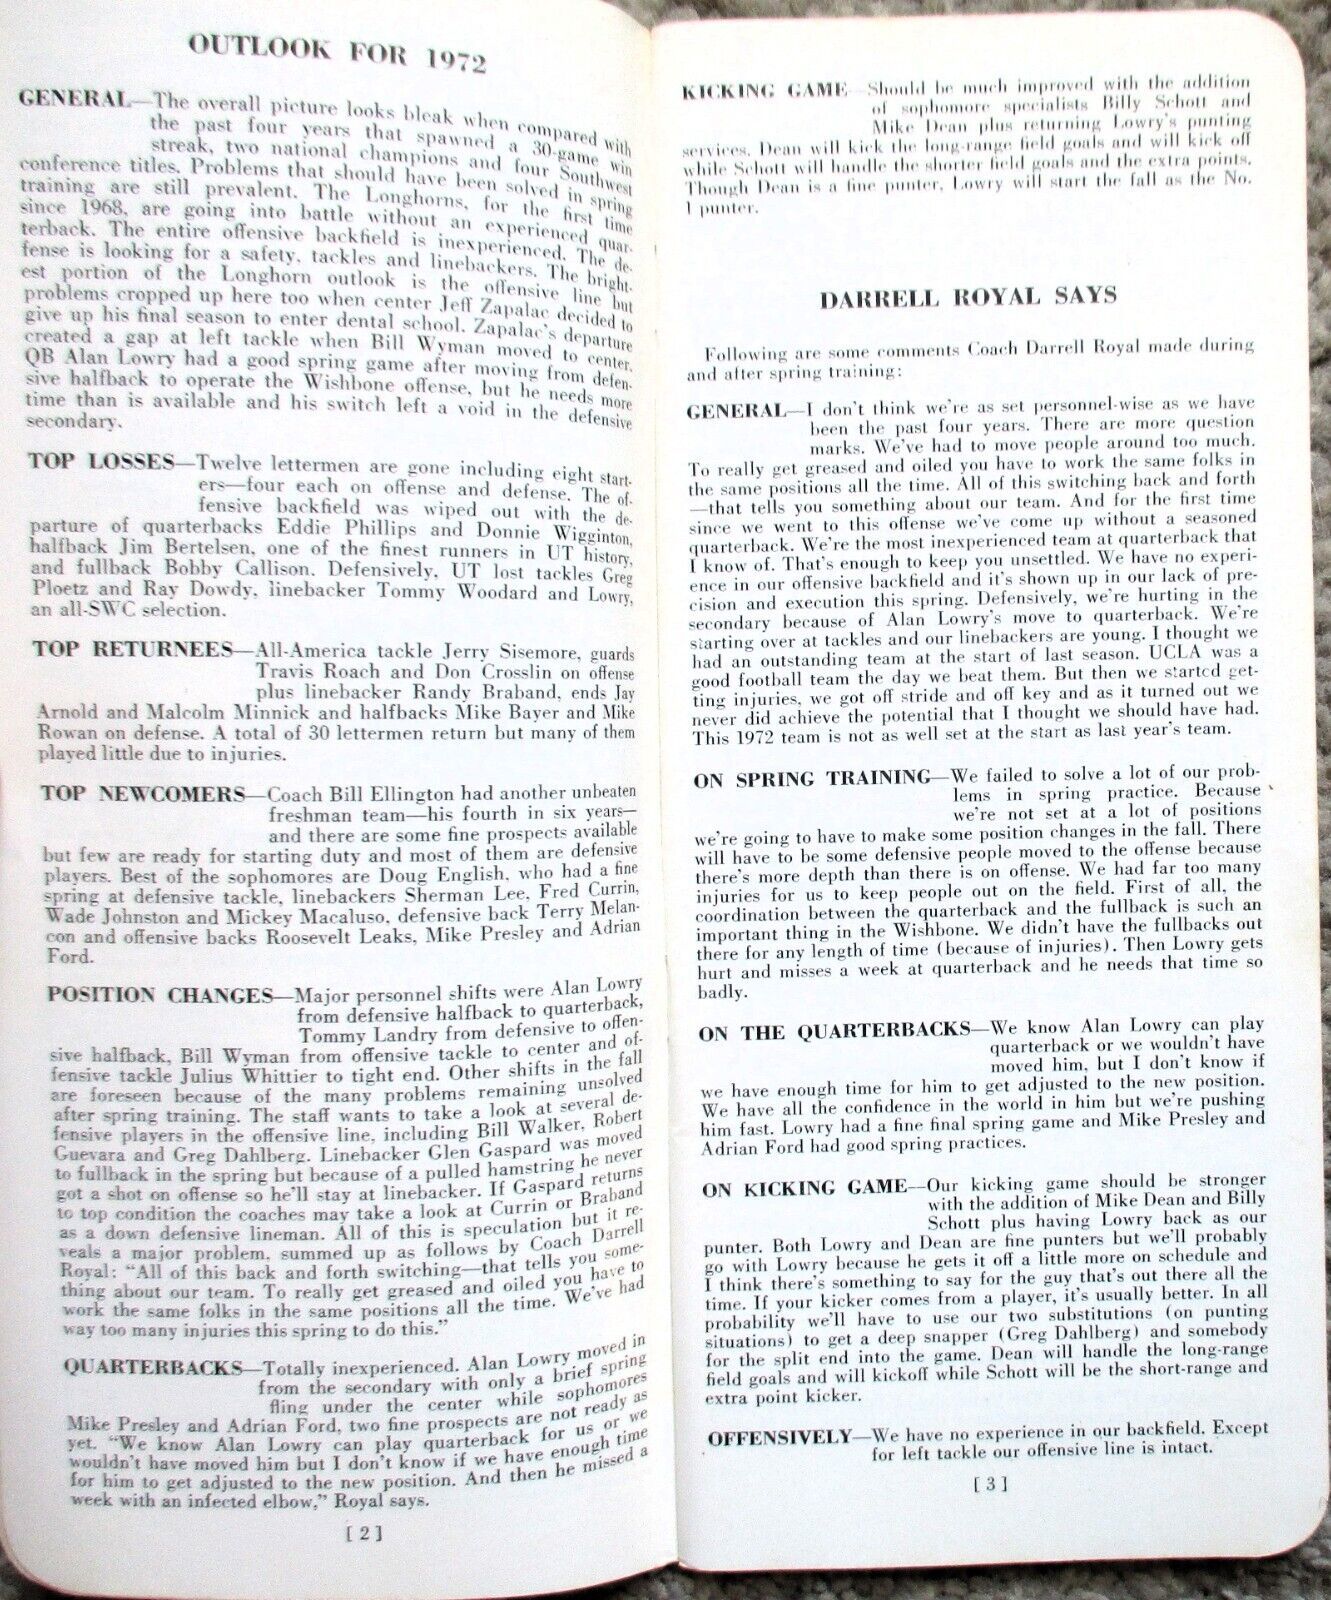 OUTLOOK FOR 1972
GENERAL—The overall picture looks bleak when compared with
the past four years that spawned a 30-game win
streak, two national champions and four Southwest
conference titles. Problems that should have been solved in spring
training are still prevalent. The Longhorns, for the first time
since 1968, are going into battle without an experienced quar-
terback. The entire offensive backfield is inexperienced. The de-
fense is looking for a safety, tackles and linebackers. The bright-
est portion of the Longhorn outlook is the offensive line but
problems cropped up here too when center Jeff Zapalac decided to
give up his final season to enter dental school. Zapalac's departure
created a gap at left tackle when Bill Wyman moved to center.
QB Alan Lowry had a good spring game after moving from defen-
sive halfback to operate the Wishbone offense, but he needs more
time than is available and his switch left a void in the defensive
secondary.
TOP LOSSES—Twelve lettermen are gone including eight start-
ers—four each on offense and defense. The of-
fensive backfield was wiped out with the de-
parture of quarterbacks Eddie Phillips and Donnie Wigginton,
halfback Jim Bertelsen, one of the finest runners in UT history,
and fullback Bobby Callison. Defensively, UT lost tackles Greg
Ploetz and Ray Dowdy, linebacker Tommy Woodard and Lowry,
an all-SWC selection.
TOP RETURNEES—All-America tackle Jerry Sisemore, guards
Travis Roach and Don Crosslin on offense
plus linebacker Randy Braband, ends Jay
Arnold and Malcolm Minnick and halfbacks Mike Bayer and Mike
Rowan on defense. A total of 30 lettermen return but many of them
played little due to injuries.
TOP NEWCOMERS—Coach Bill Ellington had another unbeaten
freshman team—his fourth in six years—
and there are some fine prospects available
but few are ready for starting duty and most of them are defensive
players. Best of the sophomores are Doug English, who had a fine
spring at defensive tackle, linebackers Sherman Lee, Fred Currin,
Wade Johnston and Mickey Macaluso, defensive back Terry Melan-
con and offensive backs Roosevelt Leaks, Mike Presley and Adrian
Ford.
POSITION CHANGES—Major personnel shifts were Alan Lowry
from defensive halfback to quarterback,
Tommy Landry from defensive to offen-
sive halfback, Bill Wyman from offensive tackle to center and of-
fensive tackle Julius Whittier to tight end. Other shifts in the fall
are foreseen because of the many problems remaining unsolved
after spring training. The staff wants to take a look at several de-
fensive players in the offensive line, including Bill Walker, Robert
Guevara and Greg Dahlberg. Linebacker Glen Gaspard was moved
to fullback in the spring but because of a pulled hamstring he never
got a shot on offense so he'll stay at linebacker. If Gaspard returns
to top condition the coaches may take a look at Currin or Braband
as a down defensive lineman. All of this is speculation but it re-
veals a major problem, summed up as follows by Coach Darrell
Royal: "All of this back and forth switching—that tells you some-
thing about our team. To really get greased and oiled you have to
work the same folks in the same positions all the time. We've had
way too many injuries this spring to do this."
QUARTERBACKS—Totally inexperienced. Alan Lowry moved in
from the secondary with only a brief spring
fling under the center while sophomores
Mike Presley and Adrian Ford, two fine prospects are not ready as
yet. "We know Alan Lowry can play quarterback for us or we
wouldn't have moved him but I don't know if we have enough time
for him to get adjusted to the new position. And then he missed a
week with an infected elbow," Royal says.
[ 2 ]
KICKING GAME—Should be much improved with the addition
of sophomore specialists Billy Schott and
Mike Dean plus returning Lowry's punting
services. Dean will kick the long-range field goals and will kick off
while Schott will handle the shorter field goals and the extra points.
Though Dean is a fine punter, Lowry will start the fall as the No.
1 punter.
DARRELL ROYAL SAYS
Following are some comments Coach Darrell Royal made during
and after spring training:
GENERAL—I don't think we're as set personnel-wise as we have
been the past four years. There are more question
marks. We've had to move people around too much.
To really get greased and oiled you have to work the same folks in
the same positions all the time. All of this switching back and forth
—that tells you something about our team. And for the first time
since we went to this offense we've come up without a seasoned
quarterback. We're the most inexperienced team at quarterback that
I know of. That's enough to keep you unsettled. We have no experi-
ence in our offensive backfield and it's shown up in our lack of pre-
cision and execution this spring. Defensively, we're hurting in the
secondary because of Alan Lowry's move to quarterback. We're
starting over at tackles and our linebackers are young. I thought we
had an outstanding team at the start of last season. UCLA was a
good football team the day we beat them. But then we started get-
ting injuries, we got off stride and off key and as it turned out we
never did achieve the potential that I thought we should have had.
This 1972 team is not as well set at the start as last year's team.
ON SPRING TRAINING—We failed to solve a lot of our prob-
lems in spring practice. Because
we're not set at a lot of positions
we're going to have to make some position changes in the fall. There
will have to be some defensive people moved to the offense because
there's more depth than there is on offense. We had far too many
injuries for us to keep people out on the field. First of all, the
coordination between the quarterback and the fullback is such an
important thing in the Wishbone. We didn't have the fullbacks out
there for any length of time (because of injuries). Then Lowry gets
hurt and misses a week at quarterback and he needs that time so
badly.
ON THE QUARTERBACKS—We know Alan Lowry can play
quarterback or we wouldn't have
moved him, but I don't know if
we have enough time for him to get adjusted to the new position.
We have all the confidence in the world in him but we're pushing
him fast. Lowry had a fine final spring game and Mike Presley and
Adrian Ford had good spring practices.
ON KICKING GAME—Our kicking game should be stronger
with the addition of Mike Dean and Billy
Schott plus having Lowry back as our
punter. Both Lowry and Dean are fine punters but we'll probably
go with Lowry because he gets it off a little more on schedule and
I think there's something to say for the guy that's out there all the
time. If your kicker comes from a player, it's usually better. In all
probability we'll have to use our two substitutions (on punting
situations) to get a deep snapper (Greg Dahlberg) and somebody
for the split end into the game. Dean will handle the long-range
field goals and will kickoff while Schott will be the short-range and
extra point kicker.
OFFENSIVELY—We have no experience in our backfield. Except
for left tackle our offensive line is intact.
[ 3 ]